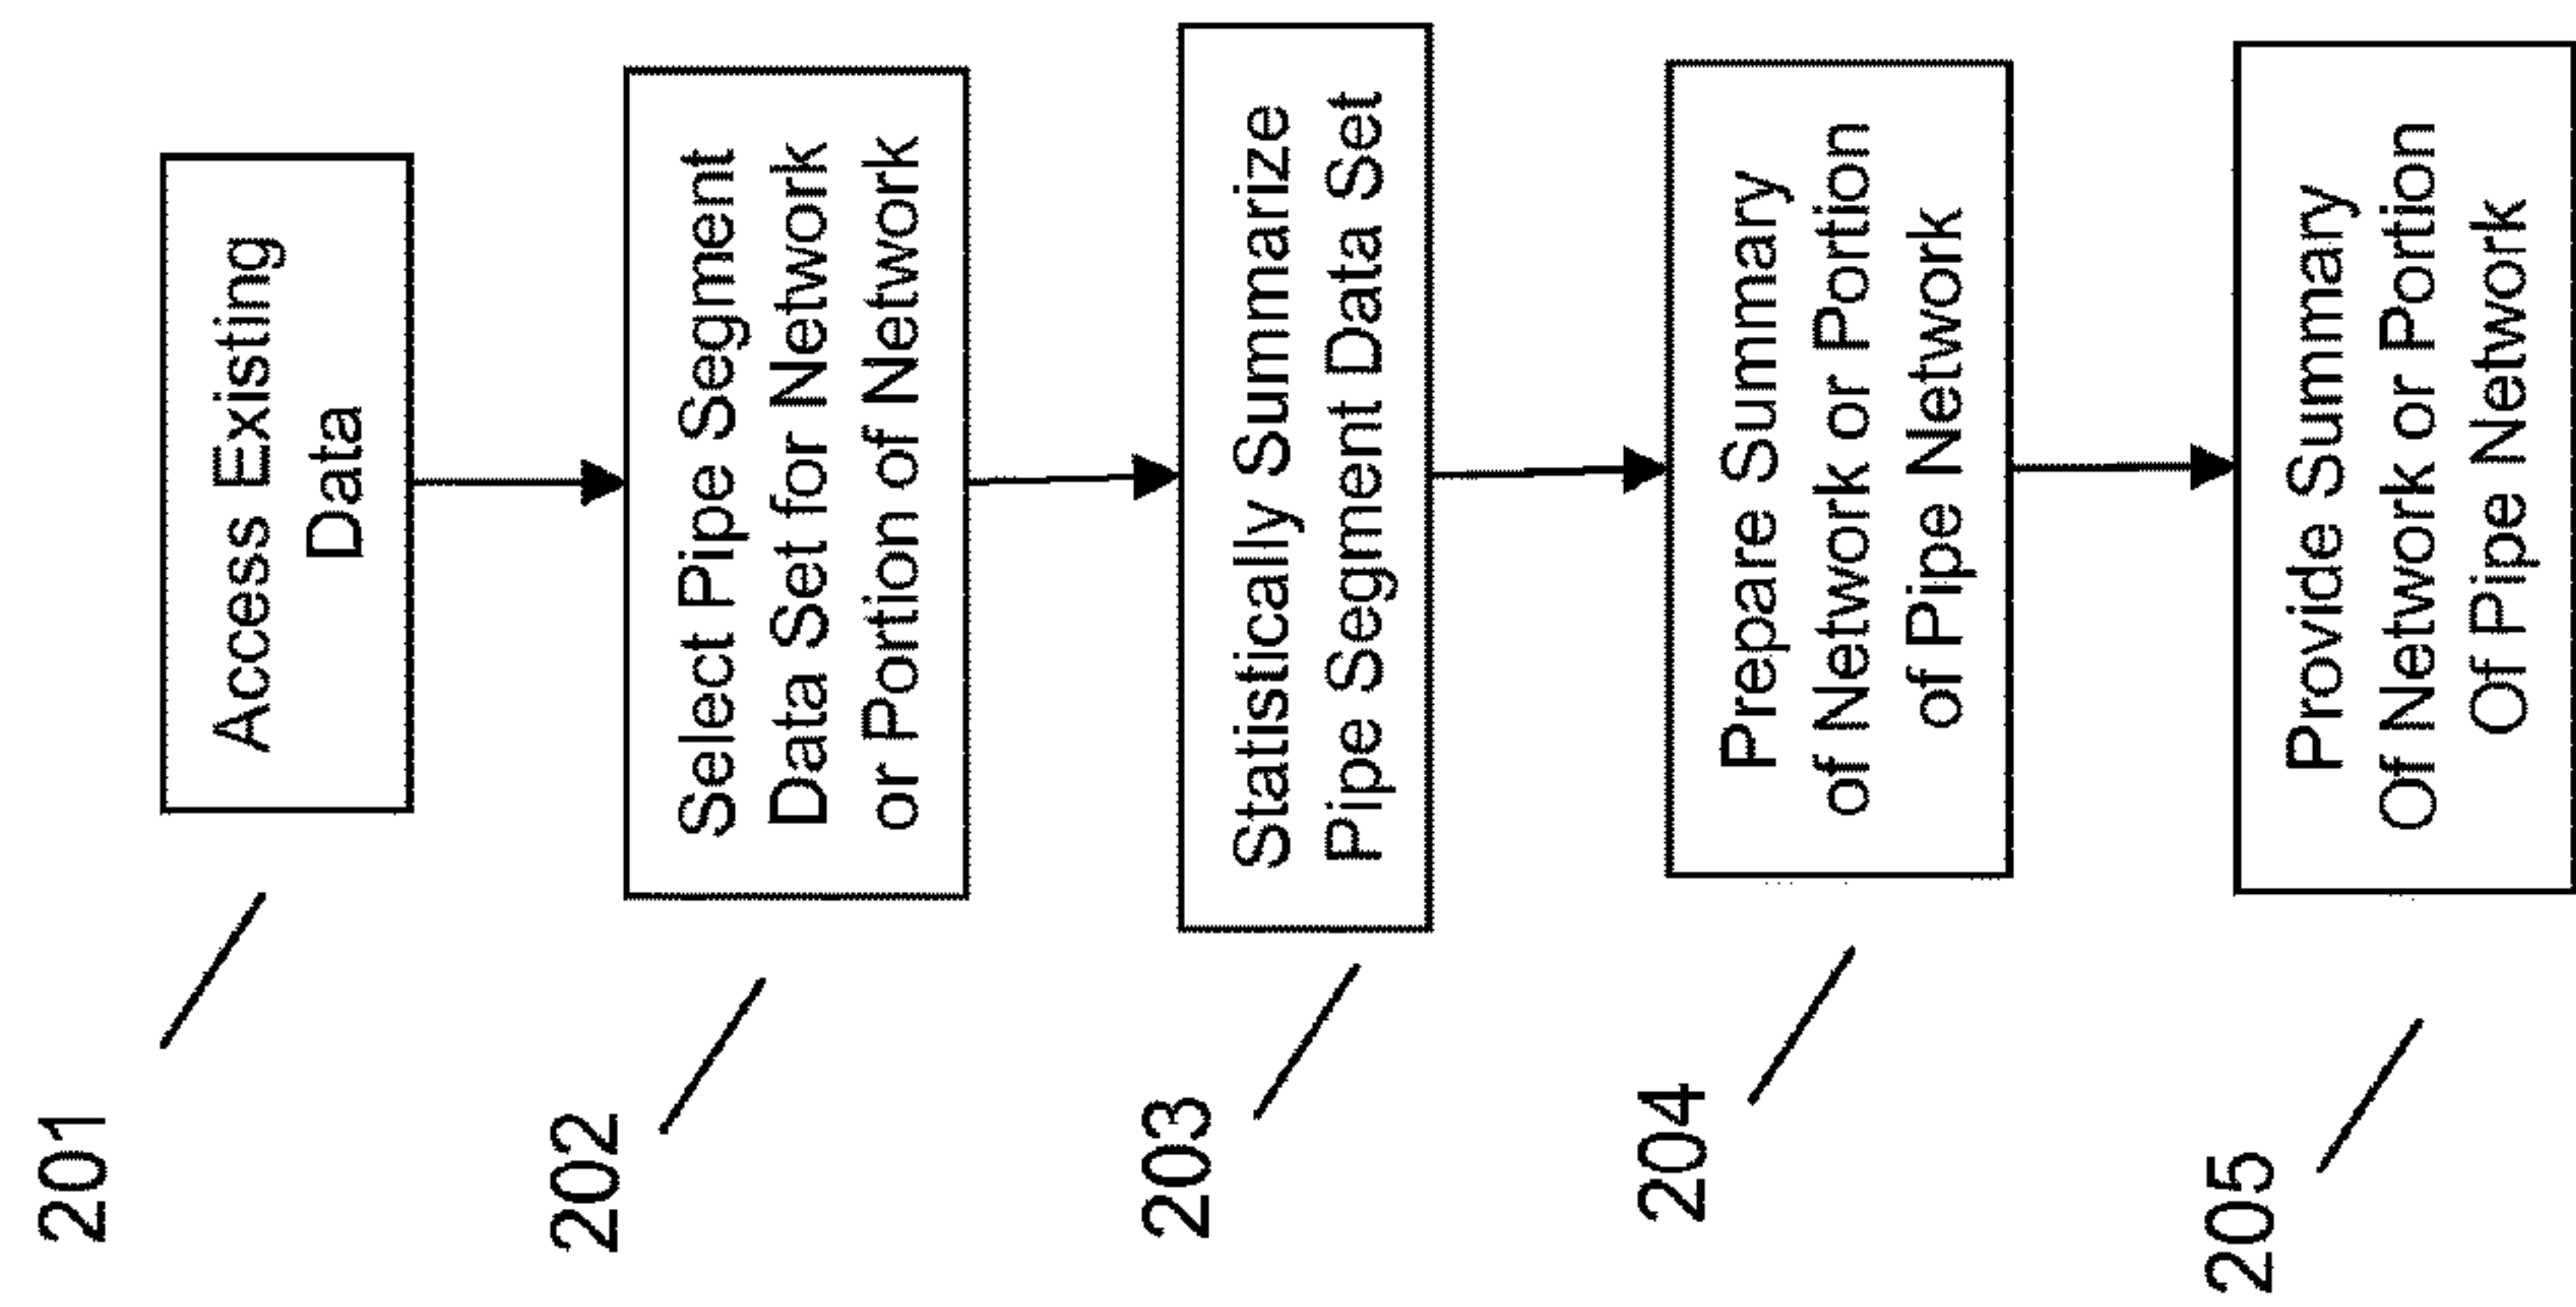 201
Access Existing
Data
202
Select Pipe Segment
Data Set for Network
or Portion of Network
203
Statistically Summarize
Pipe Segment Data Set
204
Prepare Summary
of Network or Portion
of Pipe Network
205
Provide Summary
Of Network or Portion
Of Pipe Network